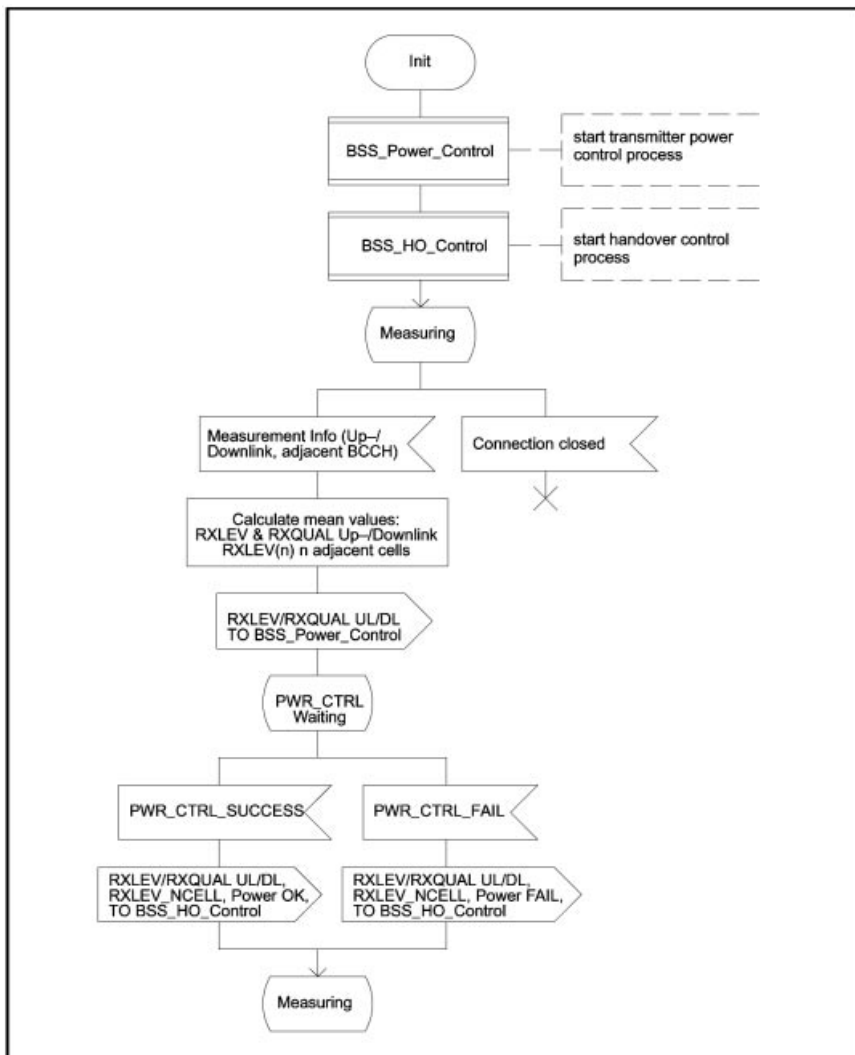 Init
BSS_Power_Control
start transmitter power
control process
BSS_HO_Control
start handover control
process
Measuring
Measurement Info (Up–/
Downlink, adjacent BCCH)
Connection closed
Calculate mean values:
RXLEV & RXQUAL Up–/Downlink
RXLEV(n) n adjacent cells
RXLEV/RXQUAL UL/DL
TO BSS_Power_Control
PWR_CTRL
Waiting
PWR_CTRL_SUCCESS
PWR_CTRL_FAIL
RXLEV/RXQUAL UL/DL,
RXLEV_NCELL, Power OK,
TO BSS_HO_Control
RXLEV/RXQUAL UL/DL,
RXLEV_NCELL, Power FAIL,
TO BSS_HO_Control
Measuring